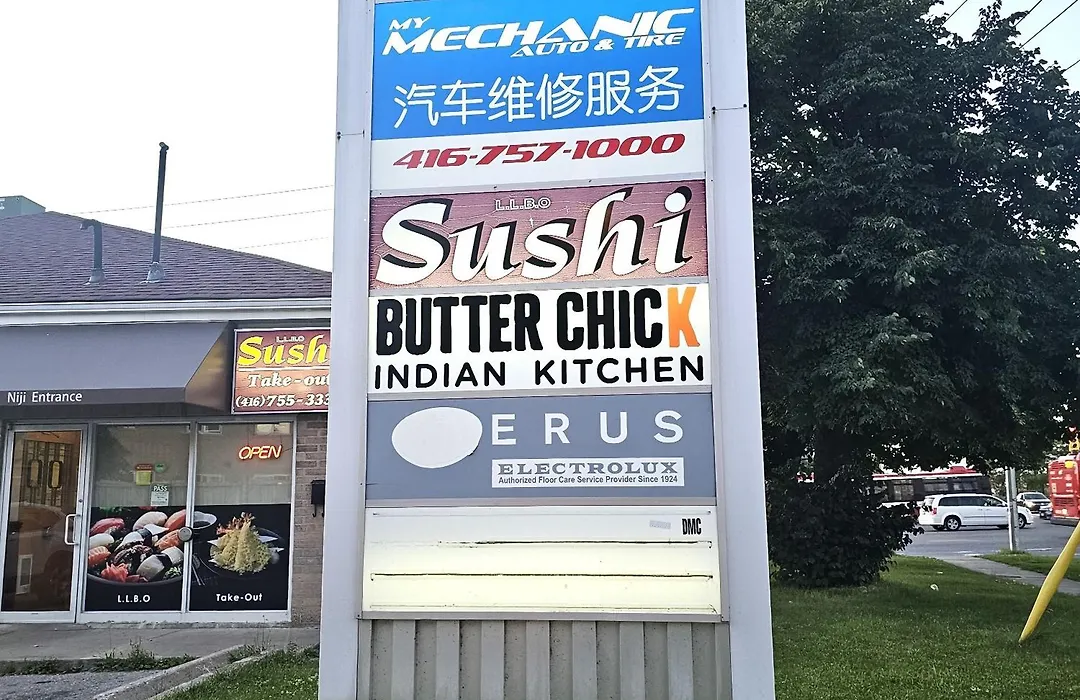 MY
MECHANIC
AUTO & TIRE
汽车维修服务
416-757-1000
L.L.B.O
Sushi
BUTTER CHICK
INDIAN KITCHEN
ERUS
ELECTROLUX
Authorized Floor Care Service Provider Since 1924
DMC
L.L.B.O
Sush
Take-out
(416)755-333
Niji Entrance
OPEN
PASS
L.L.B.O
Take-Out